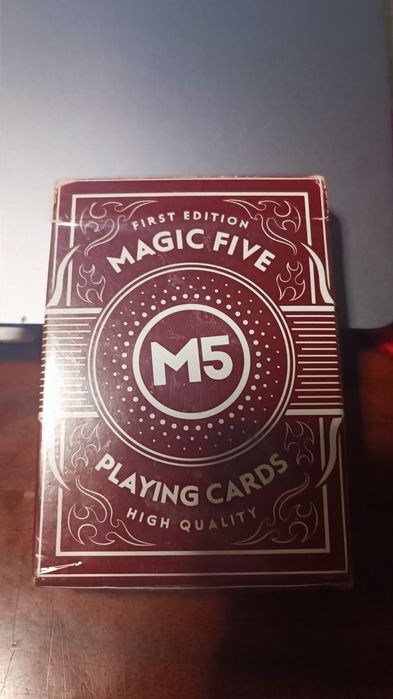 FIRST EDITION
MAGIC FIVE
M5
PLAYING CARDS
HIGH QUALITY